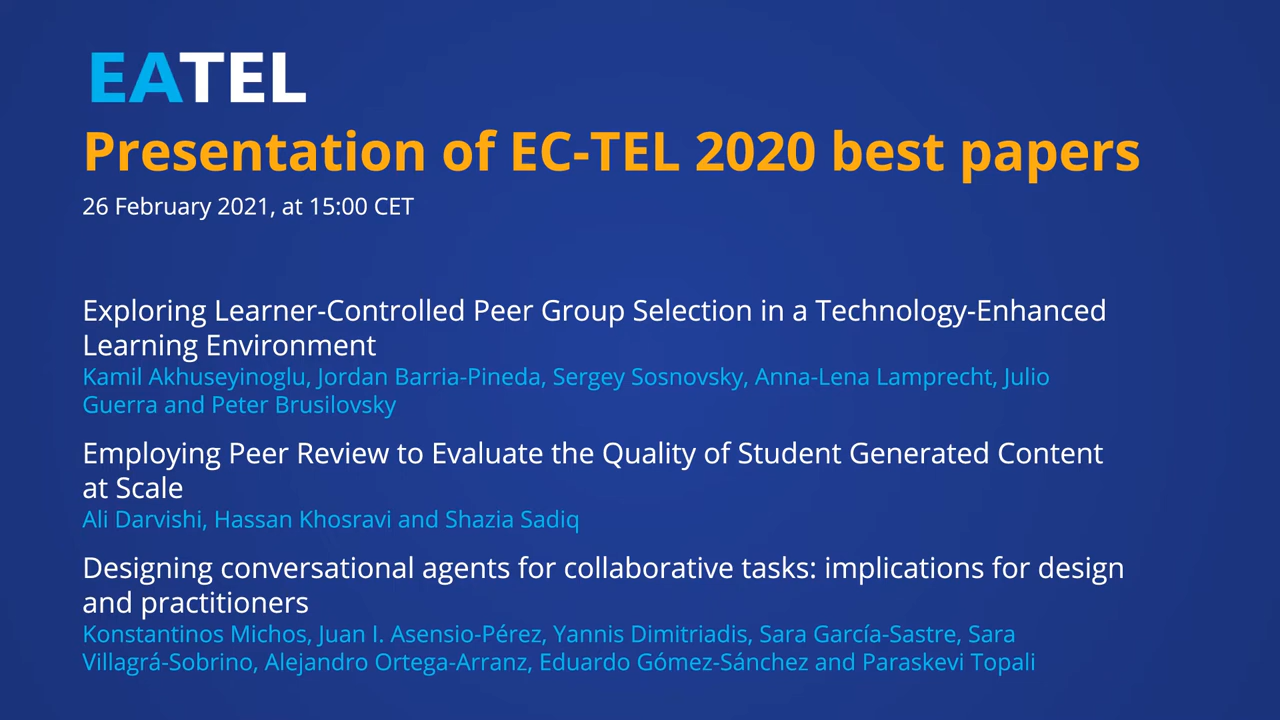 EATEL
Presentation of EC-TEL 2020 best papers
26 February 2021, at 15:00 CET
Exploring Learner-Controlled Peer Group Selection in a Technology-Enhanced
Learning Environment
Kamil Akhuseyinoglu, Jordan Barria-Pineda, Sergey Sosnovsky, Anna-Lena Lamprecht, Julio
Guerra and Peter Brusilovsky
Employing Peer Review to Evaluate the Quality of Student Generated Content
at Scale
Ali Darvishi, Hassan Khosravi and Shazia Sadiq
Designing conversational agents for collaborative tasks: implications for design
and practitioners
Konstantinos Michos, Juan I. Asensio-Pérez, Yannis Dimitriadis, Sara García-Sastre, Sara
Villagrá-Sobrino, Alejandro Ortega-Arranz, Eduardo Gómez-Sánchez and Paraskevi Topali